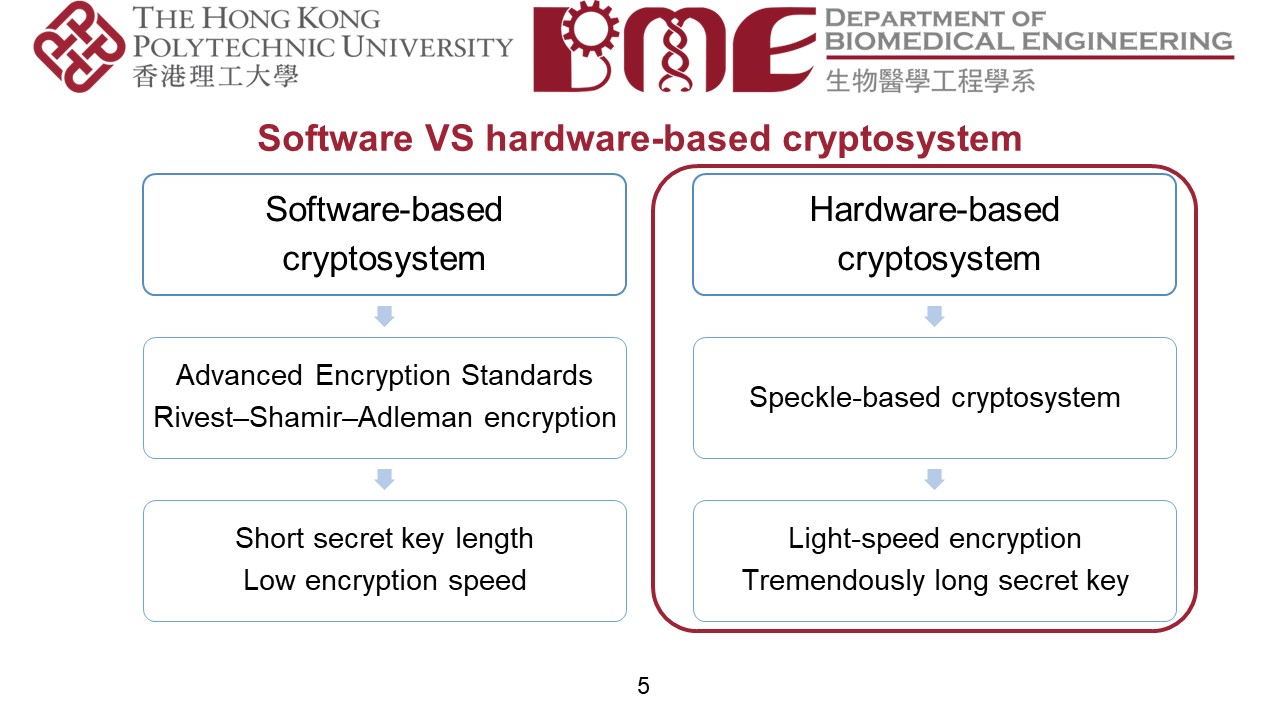 THE HONG KONG
POLYTECHNIC UNIVERSITY
香港理工大學
BME
DEPARTMENT OF
BIOMEDICAL ENGINEERING
生物醫學工程學系
Software VS hardware-based cryptosystem
Software-based
cryptosystem
Advanced Encryption Standards
Rivest–Shamir–Adleman encryption
Short secret key length
Low encryption speed
Hardware-based
cryptosystem
Speckle-based cryptosystem
Light-speed encryption
Tremendously long secret key
5